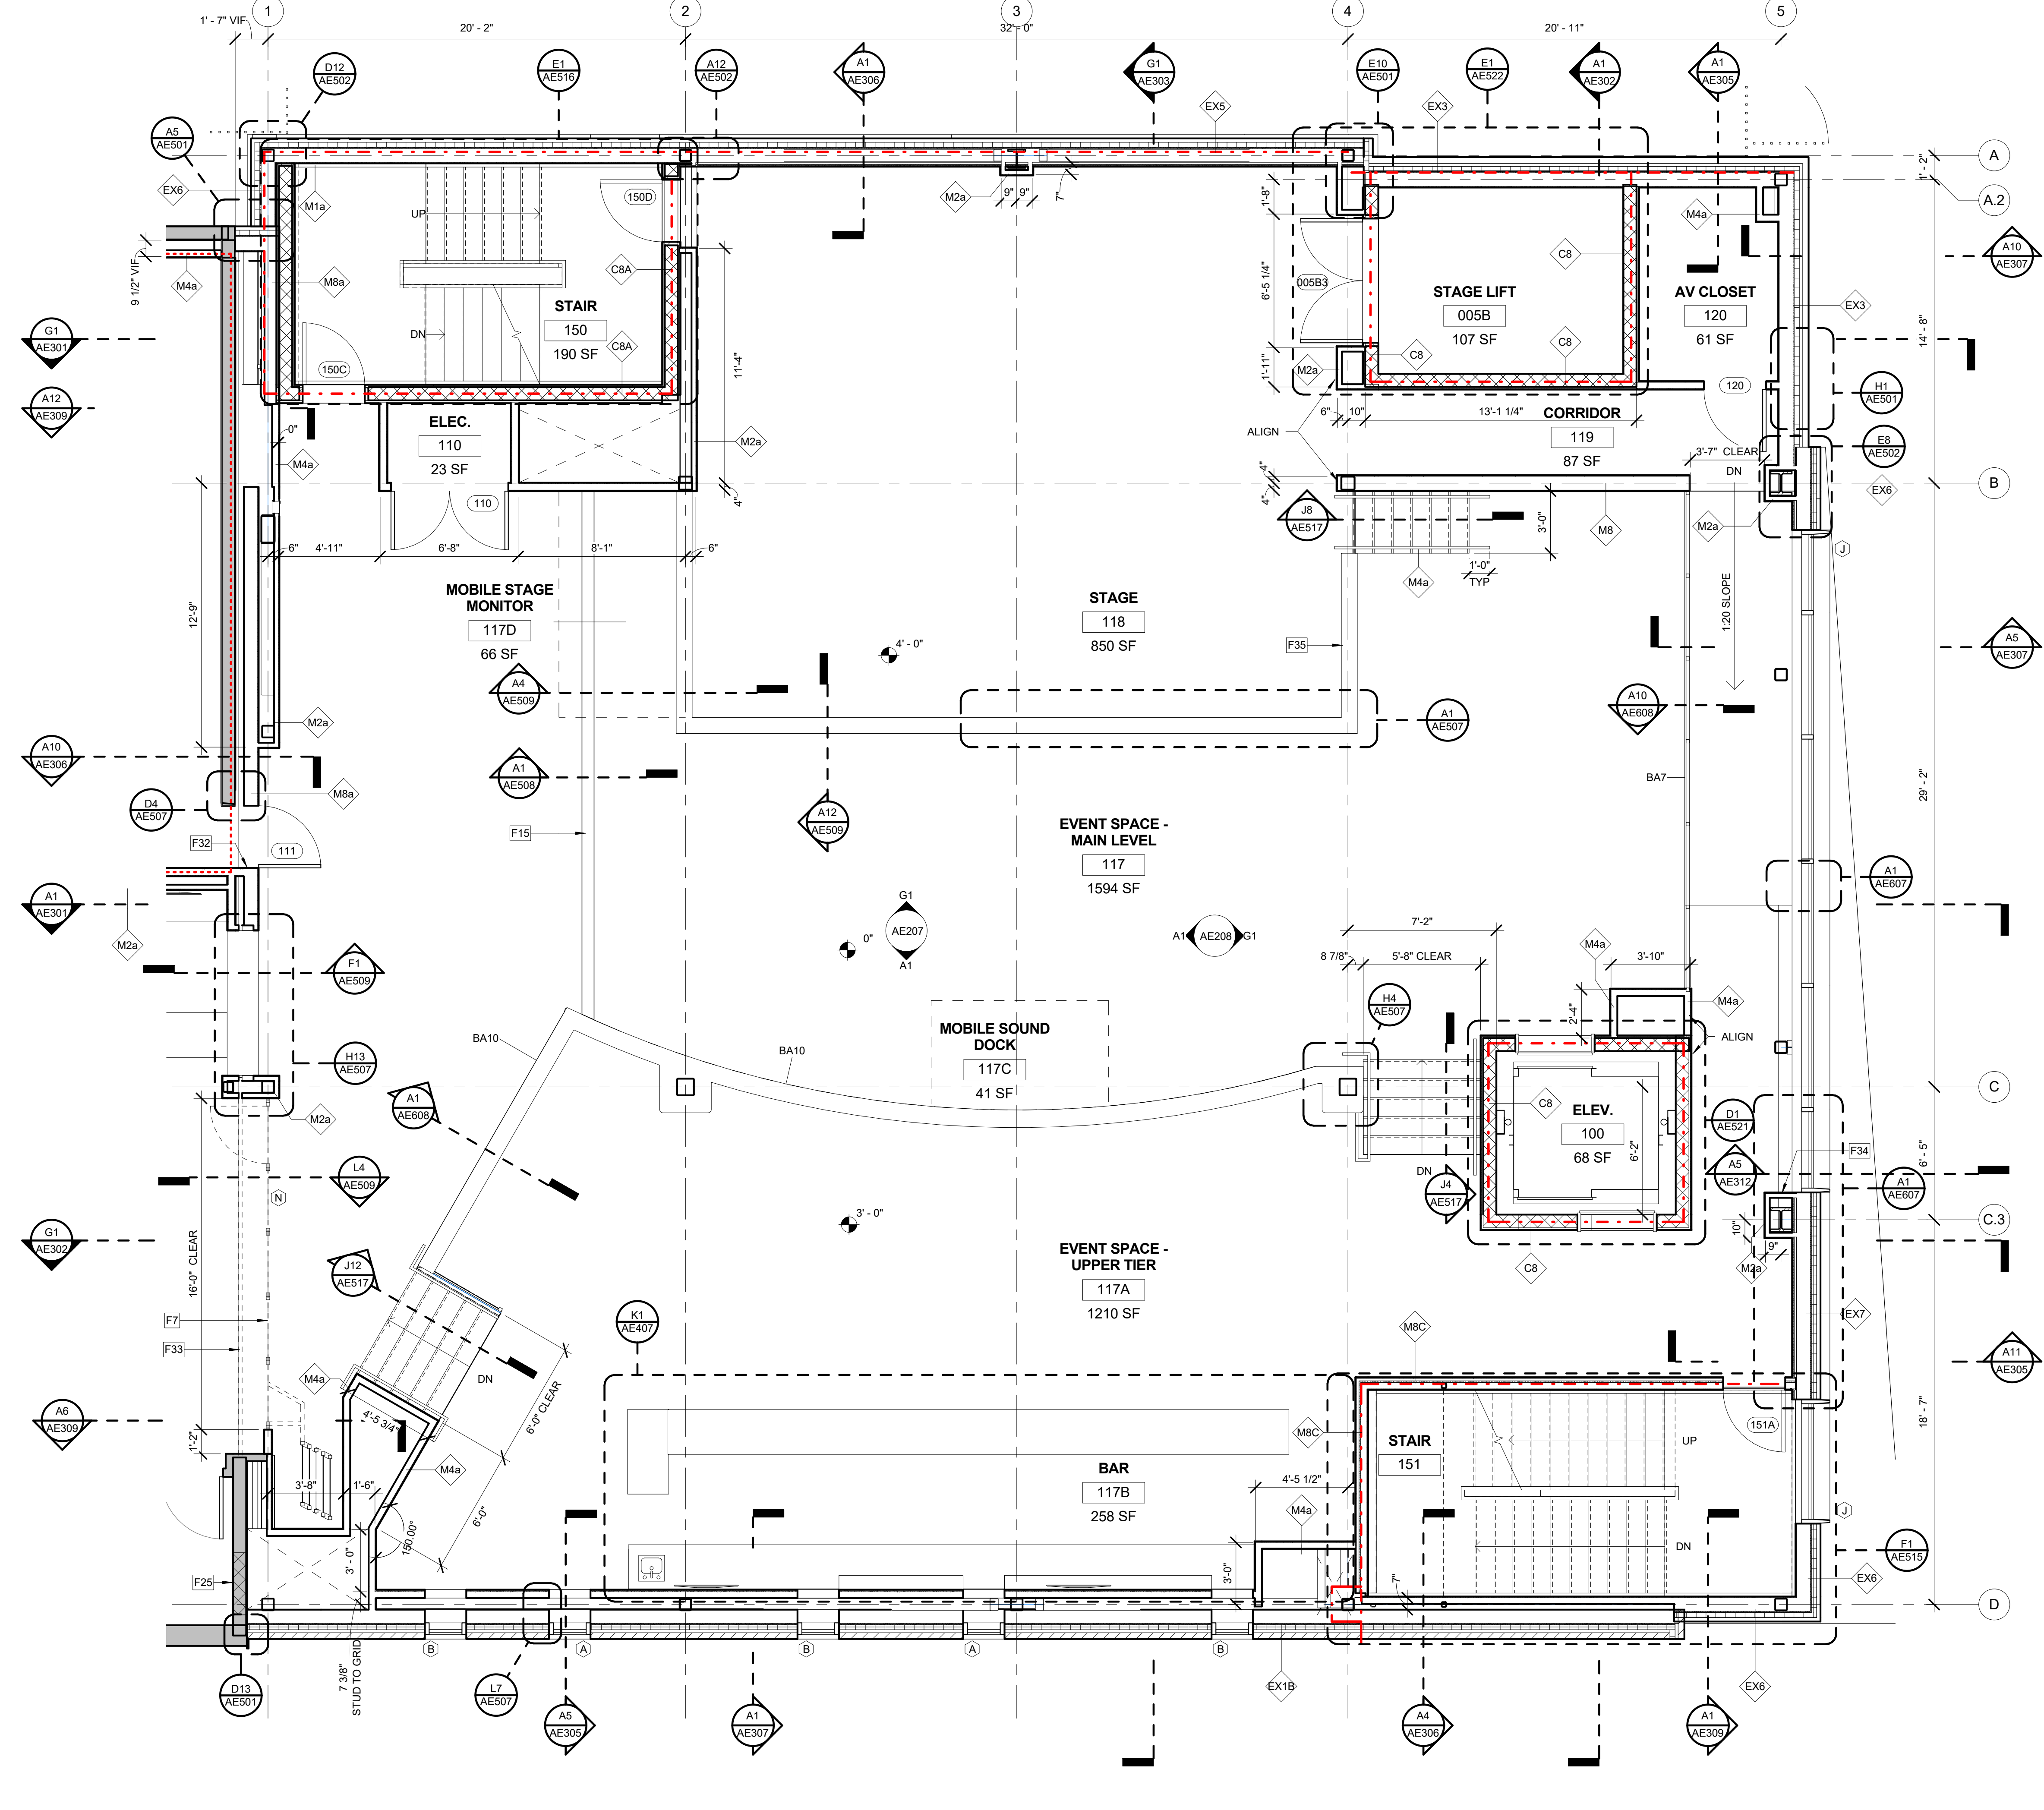 1
2
3
4
5
1' - 7" VIF
20' - 2"
32' - 0"
20' - 11"
D12
AE502
E1
AE516
A12
AE502
A1
AE306
G1
AE303
E10
AE501
E1
AE522
A1
AE302
A1
AE305
EX5
EX3
A5
AE501
EX6
M1a
A
1' - 2"
A.2
UP
150D
M2a
9"
9"
7"
1'-8"
M4a
A10
AE307
M4a
9 1/2" VIF
M8a
C8A
C8
005B3
6'-5 1/4"
STAIR
150
190 SF
STAGE LIFT
005B
107 SF
AV CLOSET
120
61 SF
EX3
G1
AE301
DN
C8A
C8
C8
14' - 8"
150C
11'-4"
M2a
1'-11"
120
H1
AE501
A12
AE309
0"
ELEC.
110
23 SF
M2a
6"
10"
13'-1 1/4"
ALIGN
CORRIDOR
119
87 SF
3'-7" CLEAR
E8
AE502
M4a
DN
4"
4"
4"
B
EX6
110
J8
AE517
3'-0"
M8
M2a
J
6"
4'-11"
6'-8"
8'-1"
6"
1'-0"
TYP
M4a
12'-9"
MOBILE STAGE
MONITOR
117D
66 SF
STAGE
118
850 SF
1:20 SLOPE
F35
4' - 0"
A5
AE307
A4
AE509
A10
AE608
M2a
A1
AE507
A10
AE306
A1
AE508
BA7
29' - 2"
M8a
D4
AE507
A12
AE509
F15
F32
111
EVENT SPACE -
MAIN LEVEL
117
1594 SF
A1
AE607
A1
AE301
G1
AE207
A1
A1
AE208
G1
7'-2"
M2a
0"
M4a
F1
AE509
8 7/8"
5'-8" CLEAR
3'-10"
H4
AE507
2'-4"
M4a
BA10
MOBILE SOUND
DOCK
117C
41 SF
ALIGN
BA10
H13
AE507
C
A1
AE608
M2a
C8
ELEV.
100
68 SF
6'-2"
D1
AE521
F34
6' - 5"
L4
AE509
N
DN
A5
AE312
J4
AE517
A1
AE607
3' - 0"
C.3
10"
9"
G1
AE302
16'-0" CLEAR
EVENT SPACE -
UPPER TIER
117A
1210 SF
J12
AE517
C8
M2a
F7
F33
K1
AE407
M8C
EX7
A11
AE305
M4a
DN
6'-0" CLEAR
A6
AE309
4'-5 3/4"
18' - 7"
1'-2"
M8C
STAIR
151
151A
UP
M4a
BAR
117B
258 SF
4'-5 1/2"
3'-8"
1'-6"
M4a
6'-0"
150.00°
J
DN
F1
AE515
3' - 0"
3'-0"
7"
F25
EX6
D
B
A
B
A
B
7 3/8"
STUD TO GRID
D13
AE501
L7
AE507
EX1B
EX6
A5
AE305
A1
AE307
A4
AE306
A1
AE309